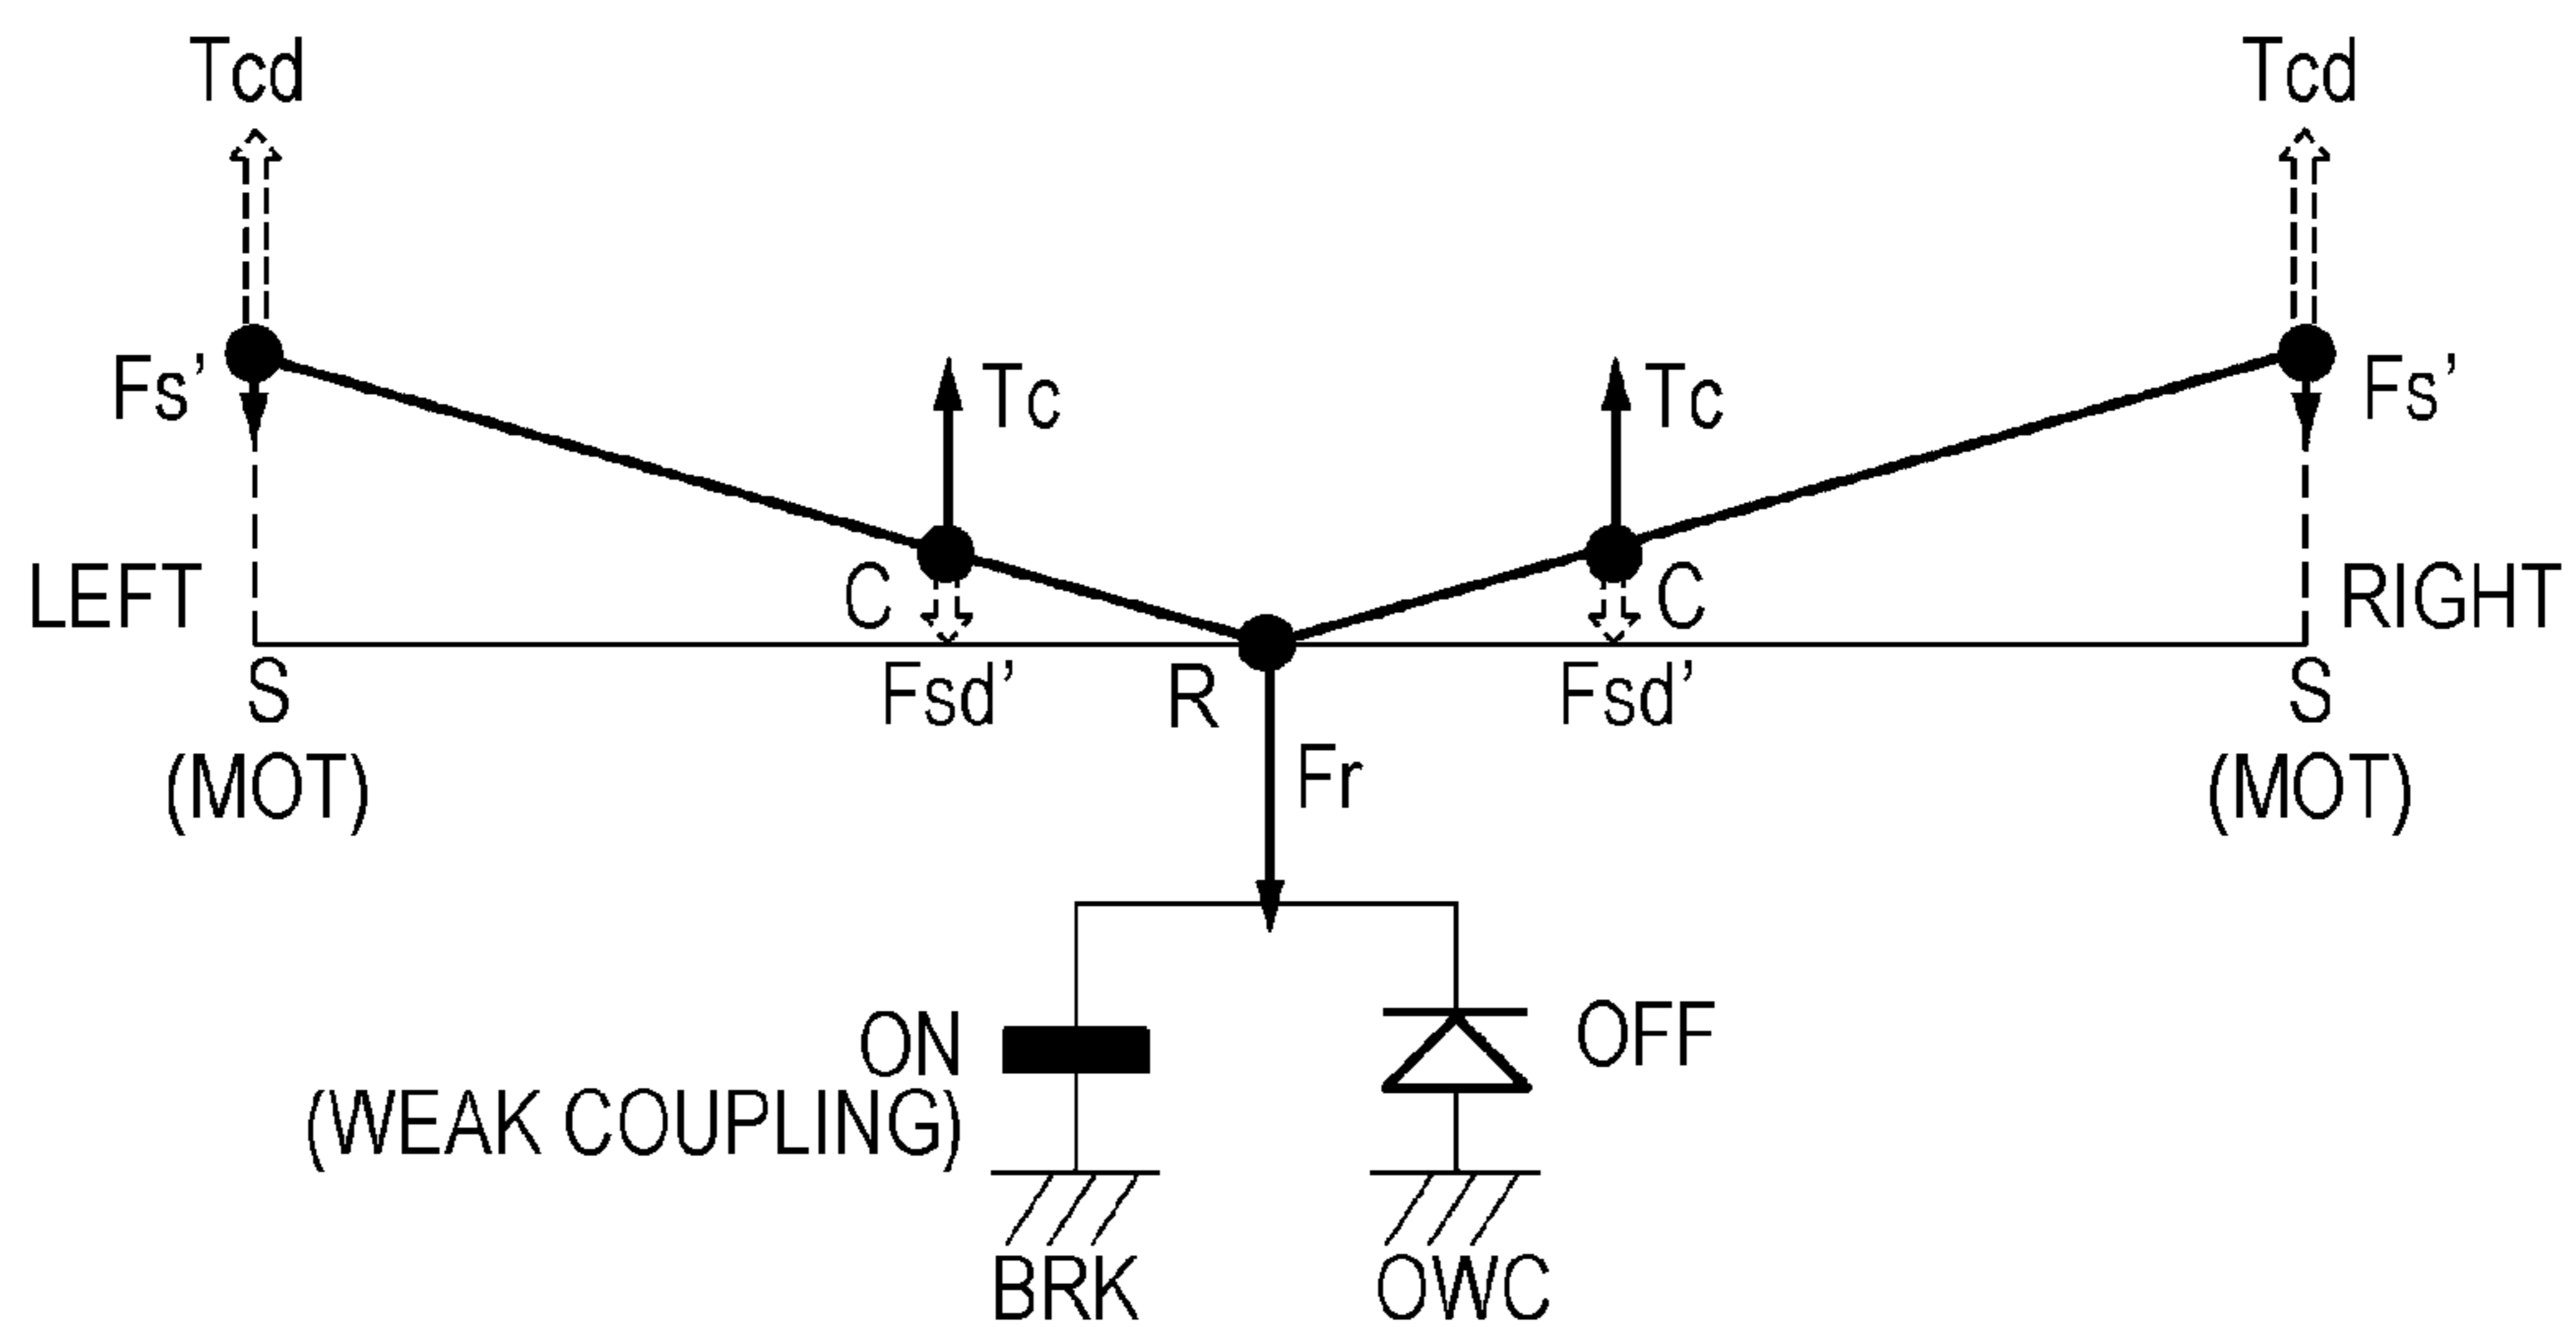 Tcd Tcd
Fs’ Tc Tc Fs’
LEFT C C RIGHT
S Fsd’ R Fsd’ S
(MOT) Fr (MOT)
ON OFF
(WEAK COUPLING)
BRK OWC